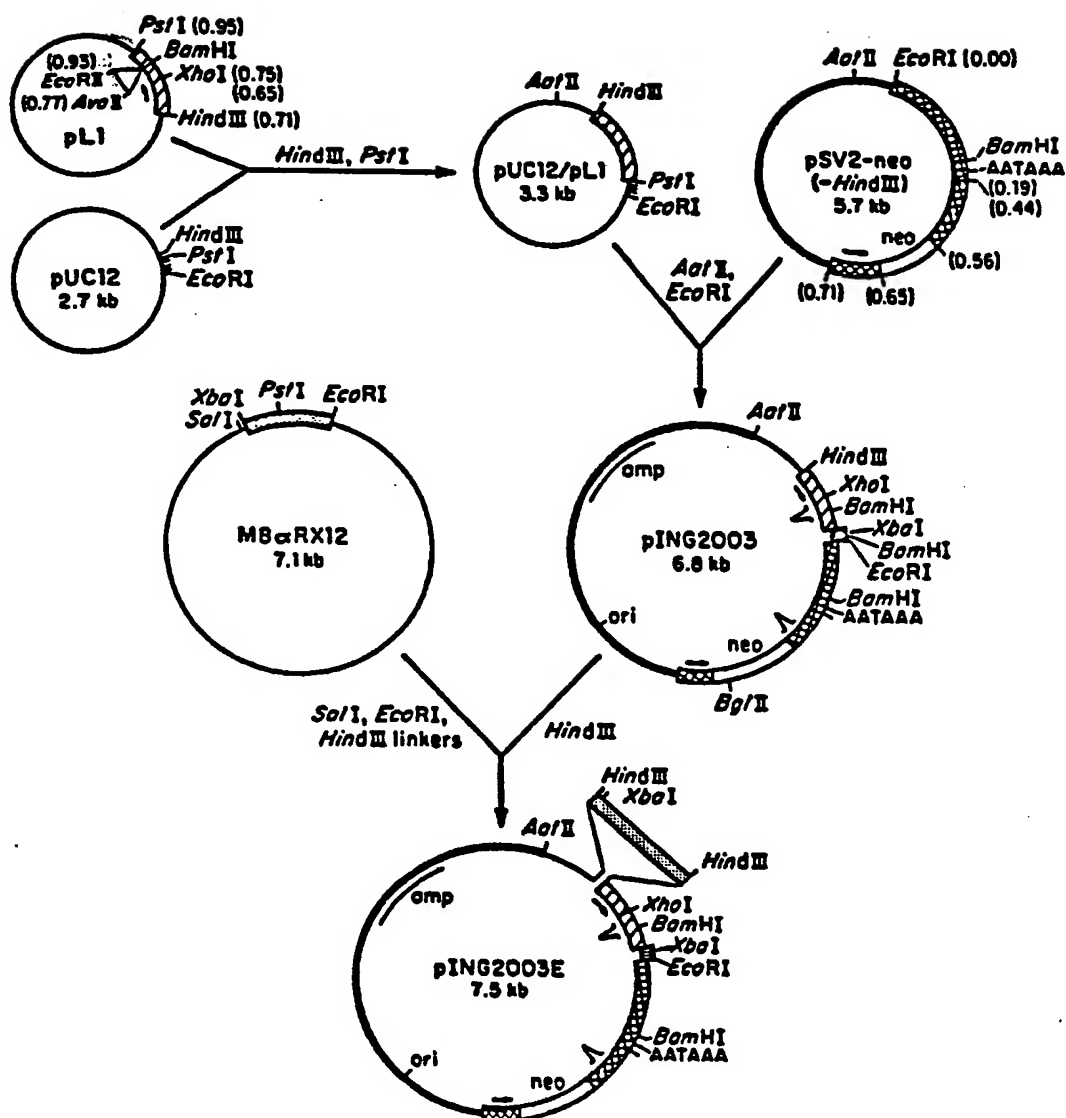 PstI (0.95)
BamHI
XhoI (0.75)
(0.65)
HindIII (0.71)
(0.93)
EcoRII
(0.77) AvaII
pL1
HindIII, PstI
HindIII
PstI
EcoRI
pUC12
2.7 kb
AatII
HindIII
pUC12/pL1
3.3 kb
PstI
EcoRI
AatII
EcoRI (0.00)
pSV2-neo
(-HindIII)
5.7 kb
BamHI
AATAAA
(0.19)
(0.44)
neo
(0.56)
(0.71)
(0.65)
AatII,
EcoRI
XbaI
SalI
PstI
EcoRI
M8αRX12
7.1 kb
AatII
HindIII
XhoI
BamHI
XbaI
BamHI
EcoRI
BamHI
AATAAA
amp
pING2003
6.8 kb
ori
neo
BglII
SalI, EcoRI,
HindIII linkers
HindIII
HindIII
XbaI
AatII
HindIII
XhoI
BamHI
XbaI
EcoRI
amp
pING2003E
7.5 kb
BamHI
AATAAA
ori
neo